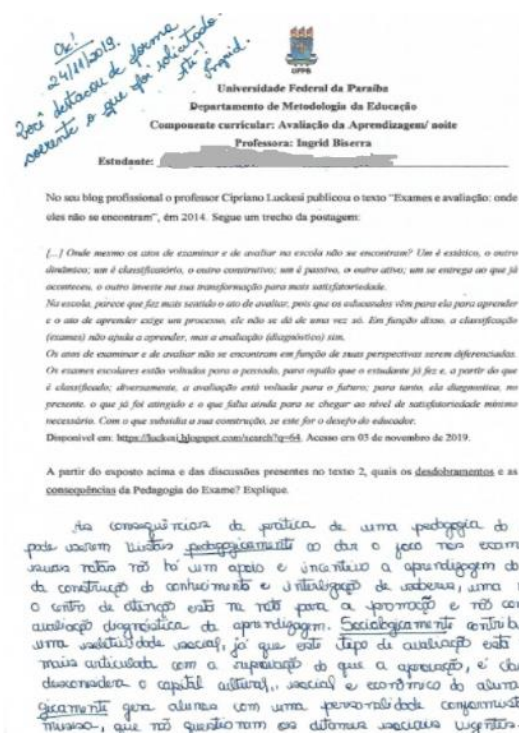 Ok!
24/11/2019.
Você destacou de forma
coerente o que foi solicitado.
Até!
Ingrid.
UFPB
Universidade Federal da Paraíba
Departamento de Metodologia da Educação
Componente curricular: Avaliação da Aprendizagem/ noite
Professora: Ingrid Biserra
Estudante:
No seu blog profissional o professor Cipriano Luckesi publicou o texto “Exames e avaliação: onde
eles não se encontram”, em 2014. Segue um trecho da postagem:
[...] Onde mesmo os atos de examinar e de avaliar na escola não se encontram? Um é estático, o outro
dinâmico; um é classificatório, o outro construtivo; um é passivo, o outro ativo; um se entrega ao que já
aconteceu, o outro investe na sua transformação para mais satisfatoriedade.
Na escola, parece que faz mais sentido o ato de avaliar, pois que os educandos vêm para ela para aprender
e o ato de aprender exige um processo, ele não se dá de uma vez só. Em função disso, a classificação
(exames) não ajuda a aprender, mas a avaliação (diagnóstico) sim.
Os atos de examinar e de avaliar não se encontram em função de suas perspectivas serem diferenciadas.
Os exames escolares estão voltados para o passado, para aquilo que o estudante já fez e, a partir do que
é classificado; diversamente, a avaliação está voltada para o futuro; para tanto, ela diagnostica, no
presente, o que já foi atingido e o que falta ainda para se chegar ao nível de satisfatoriedade mínimo
necessário. Com o que subsidia a sua construção, se este for o desejo do educador.
Disponível em: https://luckesi.blogspot.com/search?q=64. Acesso em 03 de novembro de 2019.
A partir do exposto acima e das discussões presentes no texto 2, quais os desdobramentos e as
consequências da Pedagogia do Exame? Explique.
As consequências da prática de uma pedagogia do
pode serem vistas pedagogicamente ao dar o foco nos exam
suas notas não há um apoio e incentivo a aprendizagem do
da construção do conhecimento e interligação de saberes, uma
o centro de atenção está na nota para a promoção e não com
avaliação diagnóstica da aprendizagem. Sociologicamente contribu
uma seletividade social, já que este tipo de avaliação está
mais articulada com a reprovação do que a aprovação, e
desconsidera o capital cultural, social e econômico do aluno
gicamente gera alunos com uma personalidade conformist
que não questionam os ditames sociais vigentes.